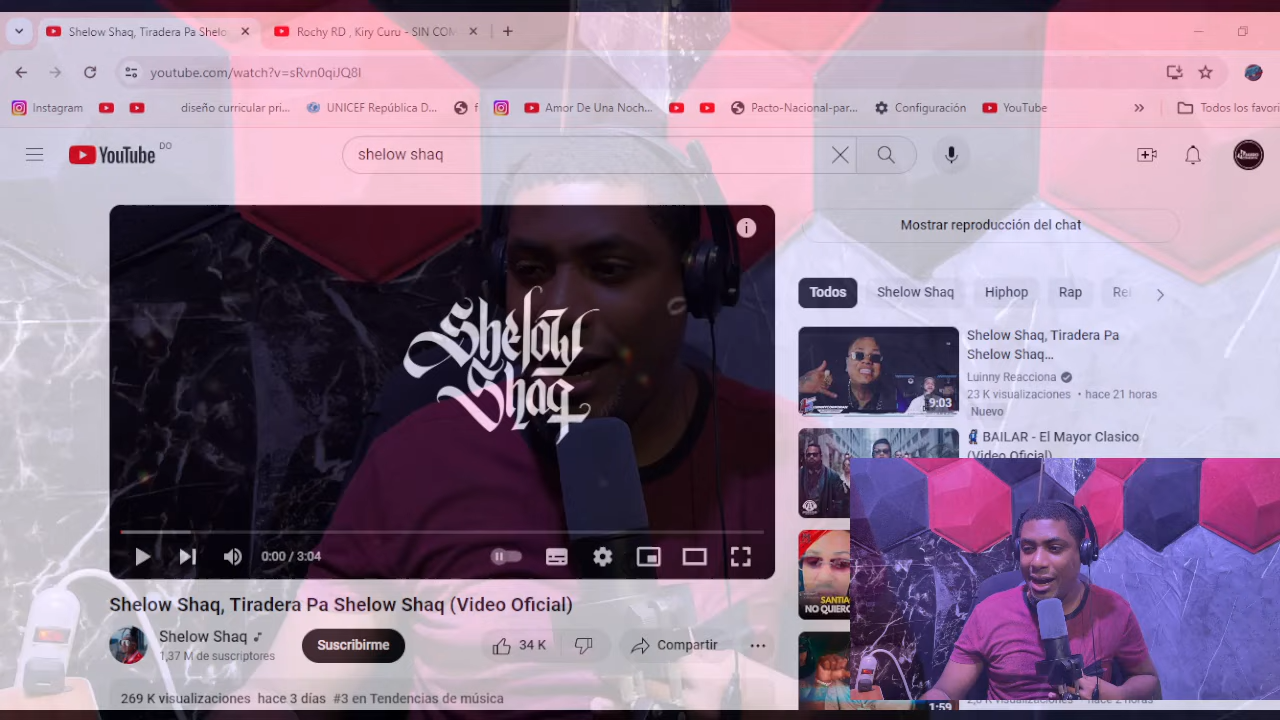 Shelow Shaq, Tiradera Pa Shelo
Rochy RD , Kiry Curu - SIN COM
youtube.com/watch?v=sRvn0qiJQ8I
Instagram
diseño curricular pri...
UNICEF República D...
f
Amor De Una Noch...
Pacto-Nacional-par...
Configuración
YouTube
Todos los favori
YouTube DO
shelow shaq
Mostrar reproducción del chat
Shelow
Shaq
Todos
Shelow Shaq
Hiphop
Rap
Shelow Shaq, Tiradera Pa
Shelow Shaq...
Luinny Reacciona
23 K visualizaciones • hace 21 horas
Nuevo
9:03
BAILAR - El Mayor Clasico
(Video Oficial)
0:00 / 3:04
SANTIA
NO QUIERO
Shelow Shaq, Tiradera Pa Shelow Shaq (Video Oficial)
Shelow Shaq
1,37 M de suscriptores
Suscribirme
34 K
Compartir
269 K visualizaciones hace 3 días #3 en Tendencias de música
1:59